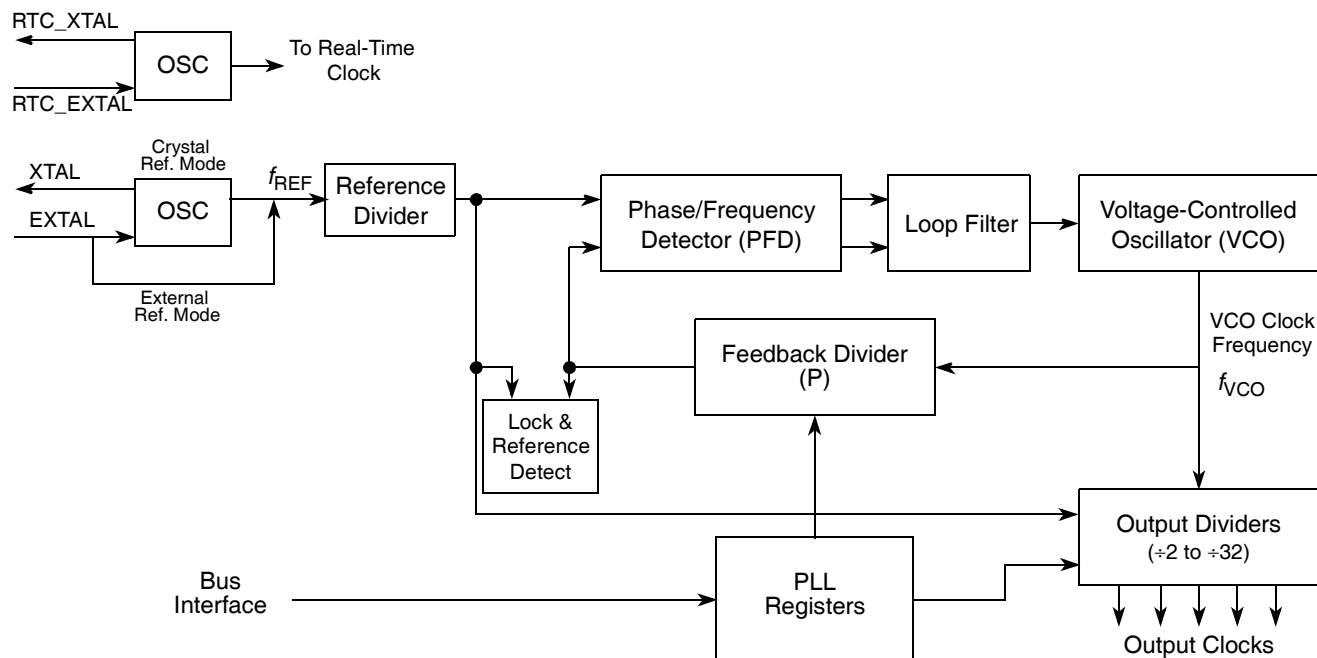 RTC_XTAL
OSC
To Real-Time
Clock
RTC_EXTAL
Crystal
Ref. Mode
XTAL
OSC
EXTAL
External
Ref. Mode
fREF
Reference
Divider
Phase/Frequency
Detector (PFD)
Loop Filter
Voltage-Controlled
Oscillator (VCO)
VCO Clock
Frequency
fVCO
Feedback Divider
(P)
Lock &
Reference
Detect
Output Dividers
(÷2 to ÷32)
Bus
Interface
PLL
Registers
Output Clocks